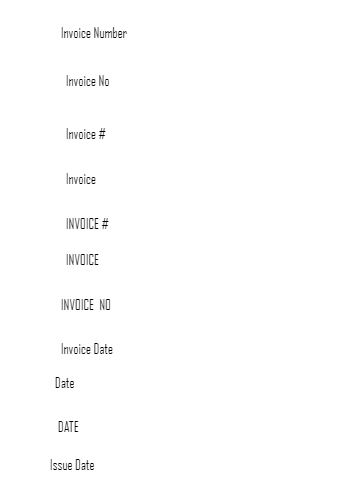 Invoice Number
Invoice No
Invoice #
Invoice
INVOICE #
INVOICE
INVOICE NO
Invoice Date
Date
DATE
Issue Date